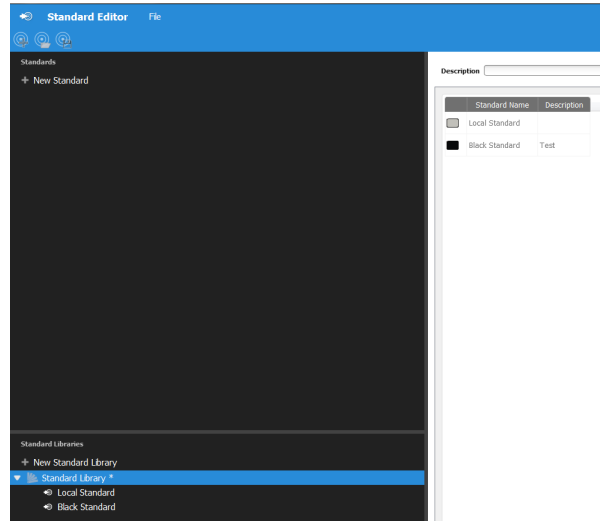 Standard Editor File
Standards
+ New Standard
Description
Standard Name Description
Local Standard
Black Standard Test
Standard Libraries
+ New Standard Library
Standard Library *
Local Standard
Black Standard